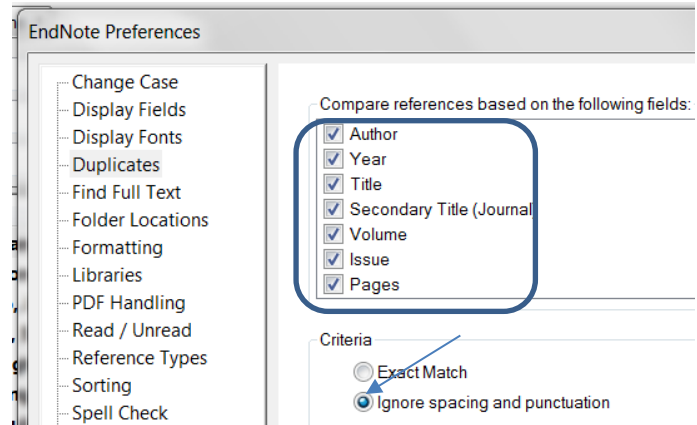 EndNote Preferences
Change Case
Display Fields
Display Fonts
Duplicates
Find Full Text
Folder Locations
Formatting
Libraries
PDF Handling
Read / Unread
Reference Types
Sorting
Spell Check
Compare references based on the following fields:
Author
Year
Title
Secondary Title (Journal
Volume
Issue
Pages
Criteria
Exact Match
Ignore spacing and punctuation